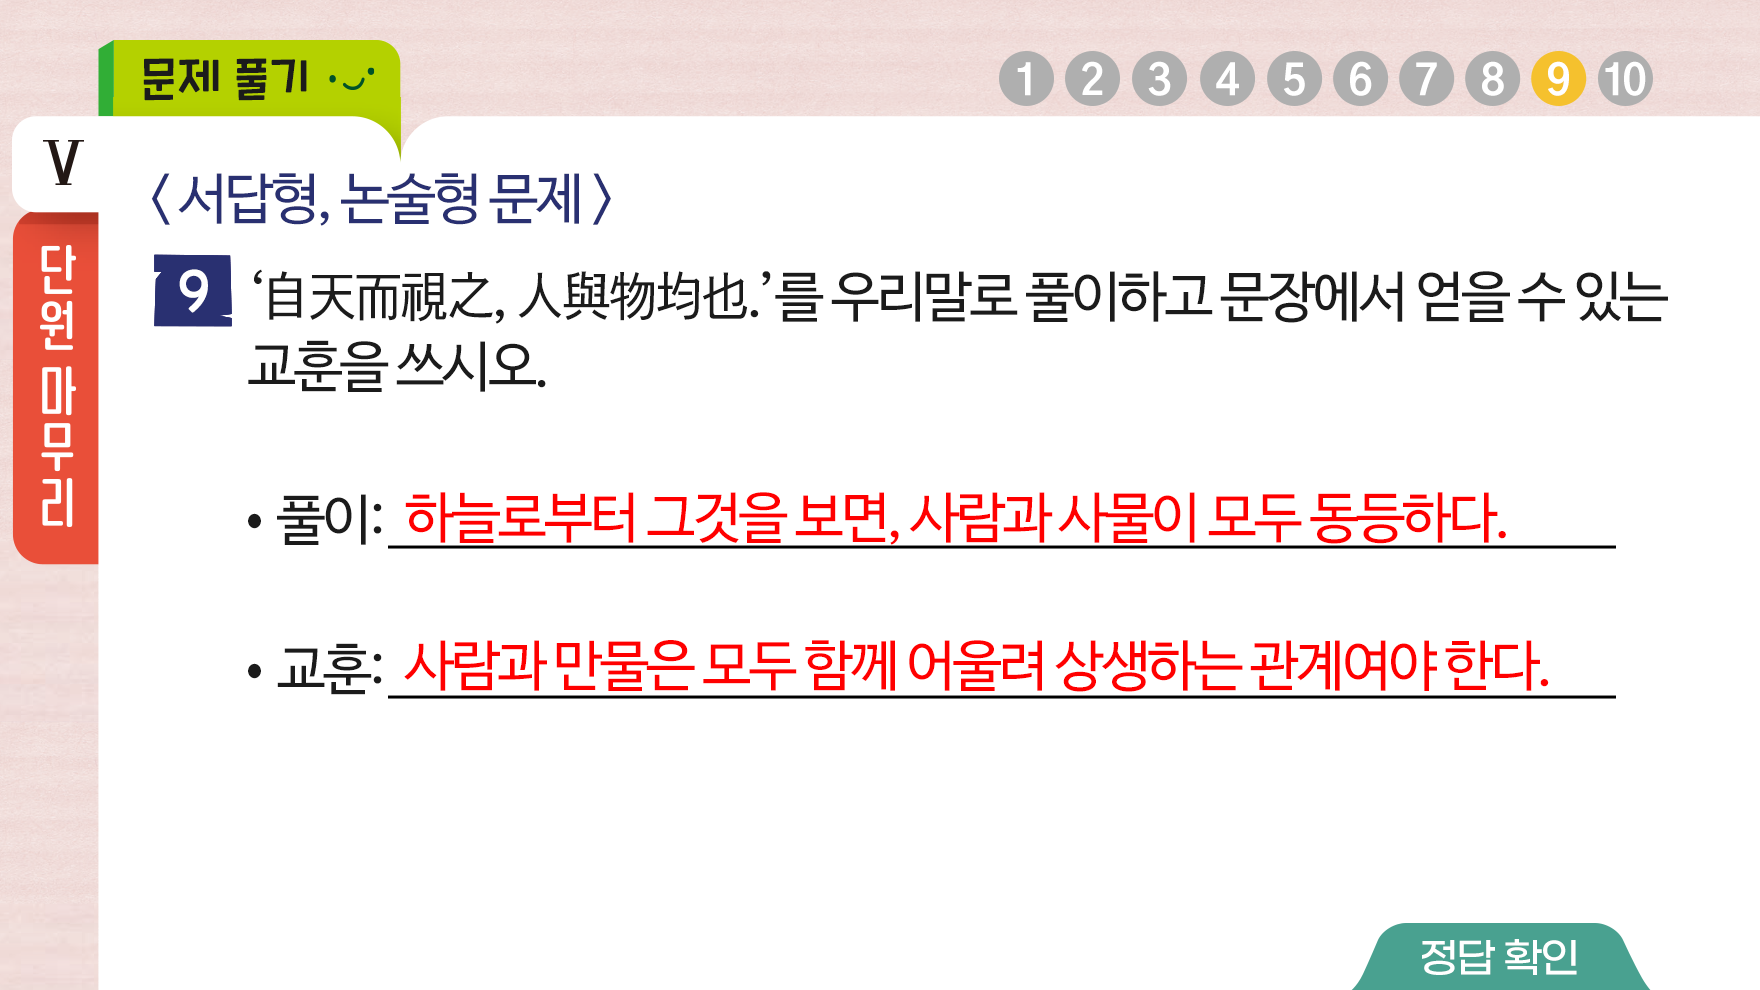 문제 풀기
1 2 3 4 5 6 7 8 9 10
V
단원 마무리
〈 서답형, 논술형 문제 〉
9 ‘自天而視之, 人與物均也.’를 우리말로 풀이하고 문장에서 얻을 수 있는
교훈을 쓰시오.
• 풀이: 하늘로부터 그것을 보면, 사람과 사물이 모두 동등하다.
• 교훈: 사람과 만물은 모두 함께 어울려 상생하는 관계여야 한다.
정답 확인